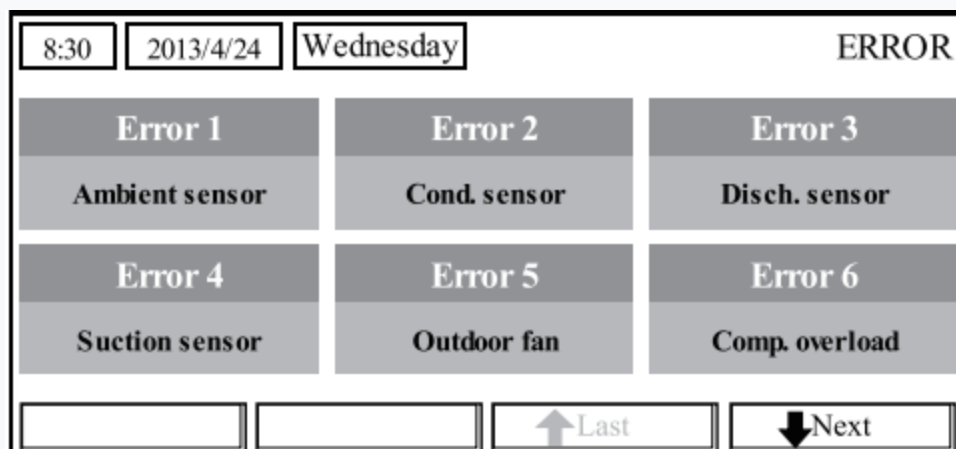 8:30 2013/4/24 Wednesday ERROR
Error 1 Error 2 Error 3
Ambient sensor Cond. sensor Disch. sensor
Error 4 Error 5 Error 6
Suction sensor Outdoor fan Comp. overload
Last Next